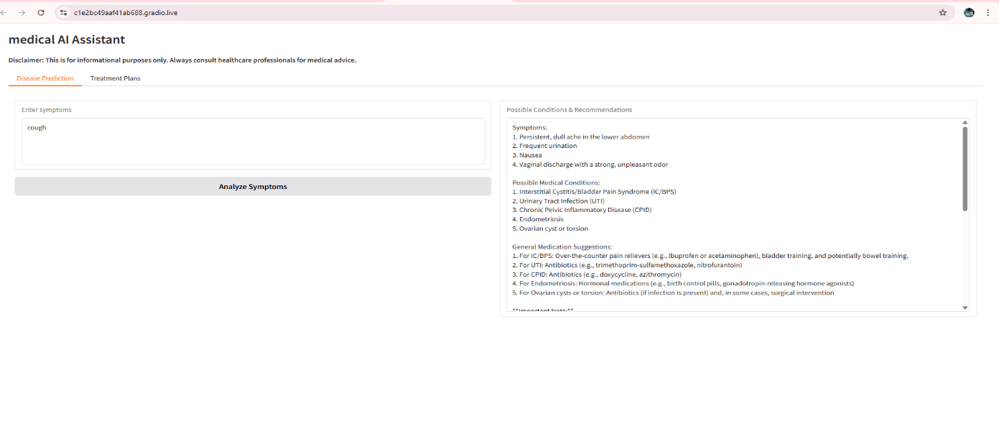 c1e2bc49aaf41ab688.gradio.live
medical AI Assistant
Disclaimer: This is for informational purposes only. Always consult healthcare professionals for medical advice.
Disease Prediction
Treatment Plans
Enter symptoms
cough
Analyze Symptoms
Possible Conditions & Recommendations
Symptoms:
1. Persistent, dull ache in the lower abdomen
2. Frequent urination
3. Nausea
4. Vaginal discharge with a strong, unpleasant odor
Possible Medical Conditions:
1. Interstitial Cystitis/Bladder Pain Syndrome (IC/BPS)
2. Urinary Tract Infection (UTI)
3. Chronic Pelvic Inflammatory Disease (CPID)
4. Endometriosis
5. Ovarian cyst or torsion
General Medication Suggestions:
1. For IC/BPS: Over-the-counter pain relievers (e.g., ibuprofen or acetaminophen), bladder training, and potentially bowel training.
2. For UTI: Antibiotics (e.g., trimethoprim-sulfamethoxazole, nitrofurantoin)
3. For CPID: Antibiotics (e.g., doxycycline, azithromycin)
4. For Endometriosis: Hormonal medications (e.g., birth control pills, gonadotropin-releasing hormone agonists)
5. For Ovarian cysts or torsion: Antibiotics (if infection is present) and, in some cases, surgical intervention
**Important Note:**